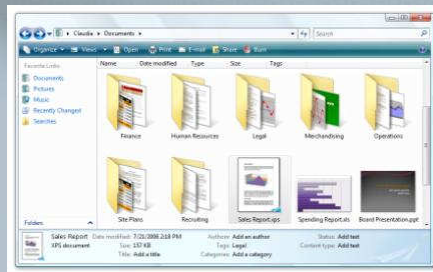 Claudia ▸ Documents ▸
Search
Organize Views Open Print E-mail Share Burn
Favorite Links
Name Date modified Type Size Tags
Documents
Pictures
Music
Recently Changed
Searches
Finance Human Resources Legal Merchandising Operations
Site Plans Recruiting Sales Report.xps Spending Report.xls Board Presentation.ppt
Folders
Sales Report Date modified: 7/21/2006 2:18 PM Authors: Add an author Status: Add text
XPS document Size: 137 KB Tags: Legal Content type: Add text
Title: Add a title Categories: Add a category